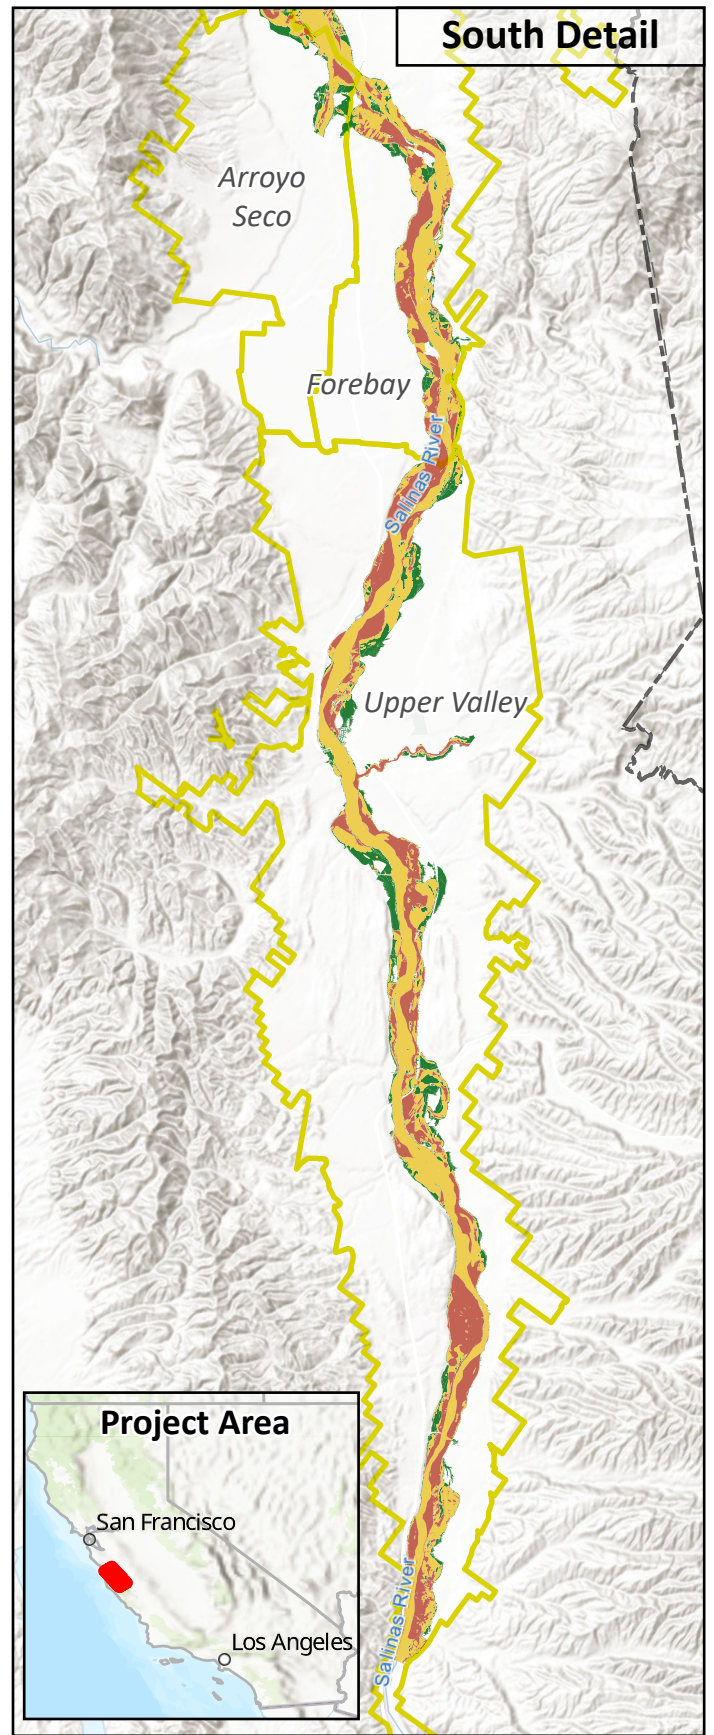 South Detail
Arroyo
Seco
Forebay
Salinas River
Upper Valley
Project Area
San Francisco
Los Angeles
Salinas River